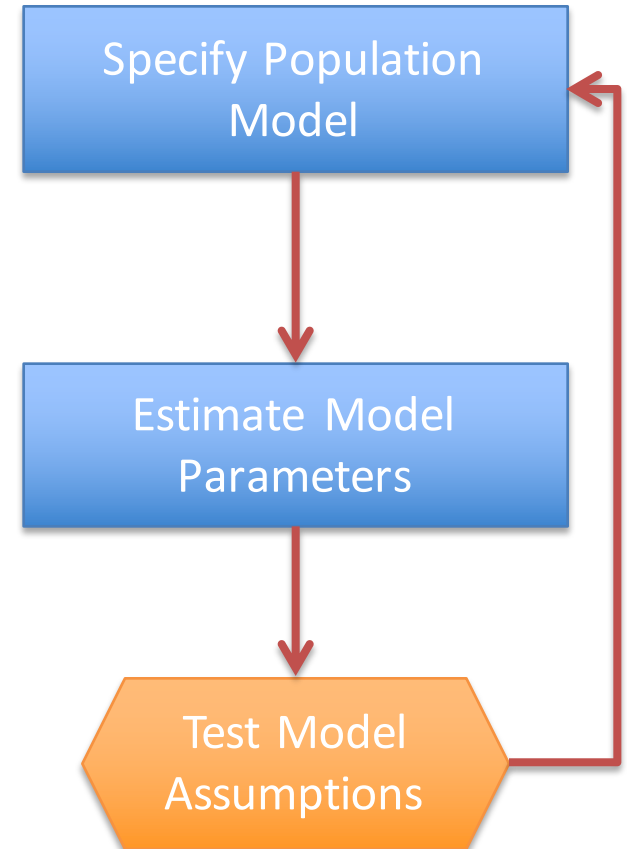 Specify Population
Model
Estimate Model
Parameters
Test Model
Assumptions